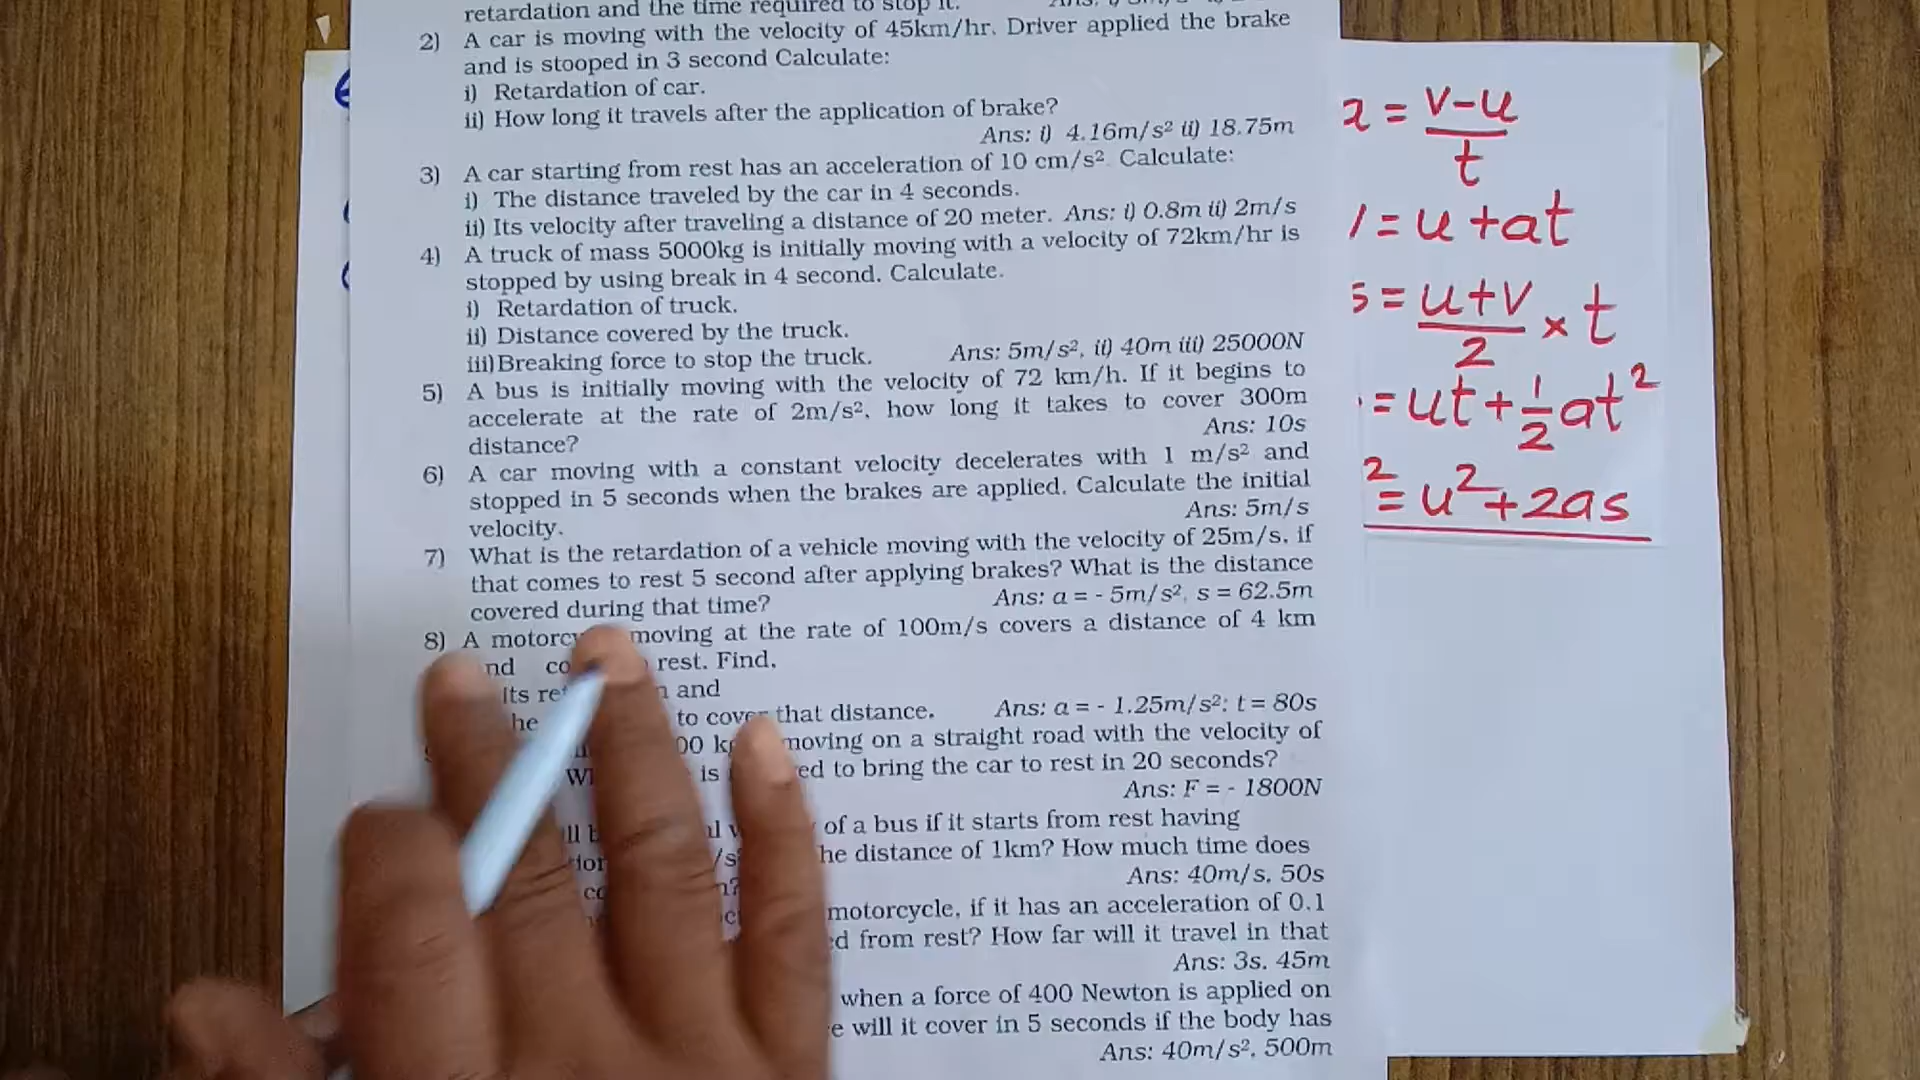 retardation and the time required to stop it.
2) A car is moving with the velocity of 45km/hr. Driver applied the brake
and is stooped in 3 second Calculate:
i) Retardation of car.
ii) How long it travels after the application of brake?
Ans: i) 4.16m/s² ii) 18.75m
3) A car starting from rest has an acceleration of 10 cm/s². Calculate:
i) The distance traveled by the car in 4 seconds.
ii) Its velocity after traveling a distance of 20 meter. Ans: i) 0.8m ii) 2m/s
4) A truck of mass 5000kg is initially moving with a velocity of 72km/hr is
stopped by using break in 4 second. Calculate.
i) Retardation of truck.
ii) Distance covered by the truck.
iii) Breaking force to stop the truck. Ans: 5m/s², ii) 40m iii) 25000N
5) A bus is initially moving with the velocity of 72 km/h. If it begins to
accelerate at the rate of 2m/s², how long it takes to cover 300m
distance? Ans: 10s
6) A car moving with a constant velocity decelerates with 1 m/s² and
stopped in 5 seconds when the brakes are applied. Calculate the initial
velocity. Ans: 5m/s
7) What is the retardation of a vehicle moving with the velocity of 25m/s, if
that comes to rest 5 second after applying brakes? What is the distance
covered during that time? Ans: a = - 5m/s², s = 62.5m
8) A moving at the rate of 100m/s covers a distance of 4 km
rest. Find,
Its and
to cover that distance. Ans: a = - 1.25m/s²: t = 80s
moving on a straight road with the velocity of
is to bring the car to rest in 20 seconds?
Ans: F = - 1800N
of a bus if it starts from rest having
the distance of 1km? How much time does
Ans: 40m/s, 50s
motorcycle, if it has an acceleration of 0.1
from rest? How far will it travel in that
Ans: 3s, 45m
when a force of 400 Newton is applied on
will it cover in 5 seconds if the body has
Ans: 40m/s², 500m
a = v-u
t
= u + at
s = u+v × t
2
= ut + 1/2 at²
² = u² + 2as